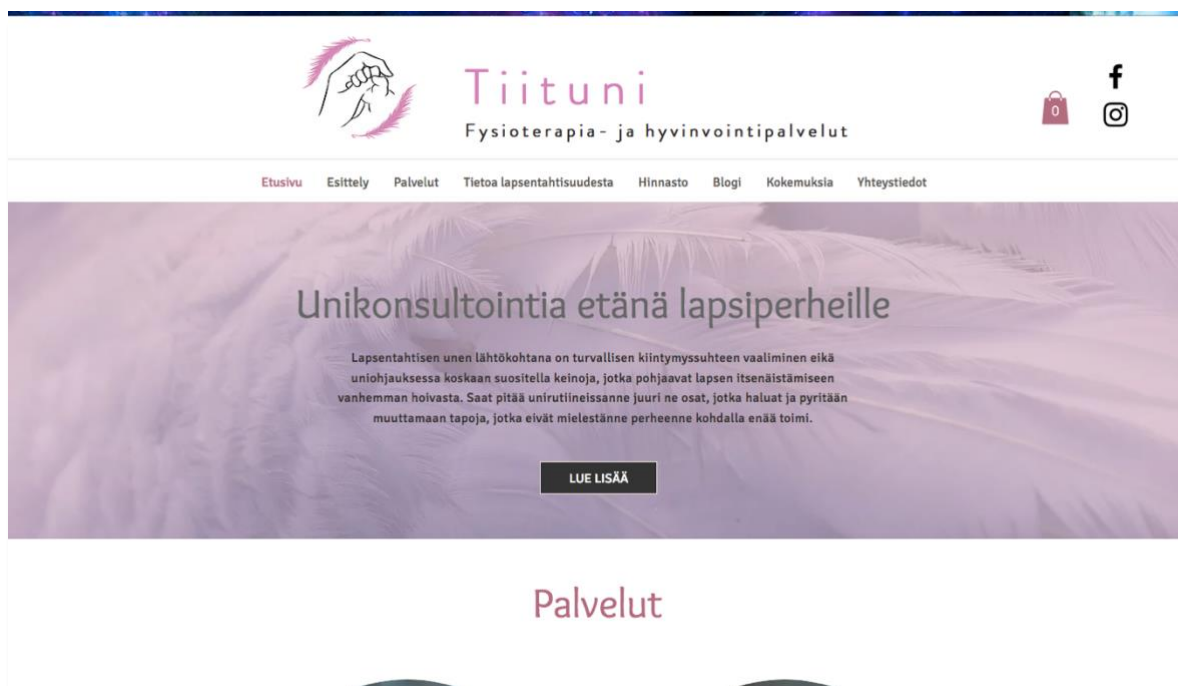 Tiituni
Fysioterapia- ja hyvinvointipalvelut
0
Etusivu Esittely Palvelut Tietoa lapsentahtisuudesta Hinnasto Blogi Kokemuksia Yhteystiedot
Unikonsultointia etänä lapsiperheille
Lapsentahtisen unen lähtökohtana on turvallisen kiintymyssuhteen vaaliminen eikä
uniohjauksessa koskaan suositella keinoja, jotka pohjaavat lapsen itsenäistämiseen
vanhemman hoivasta. Saat pitää unirutiineissanne juuri ne osat, jotka haluat ja pyritään
muuttamaan tapoja, jotka eivät mielestänne perheenne kohdalla enää toimi.
LUE LISÄÄ
Palvelut